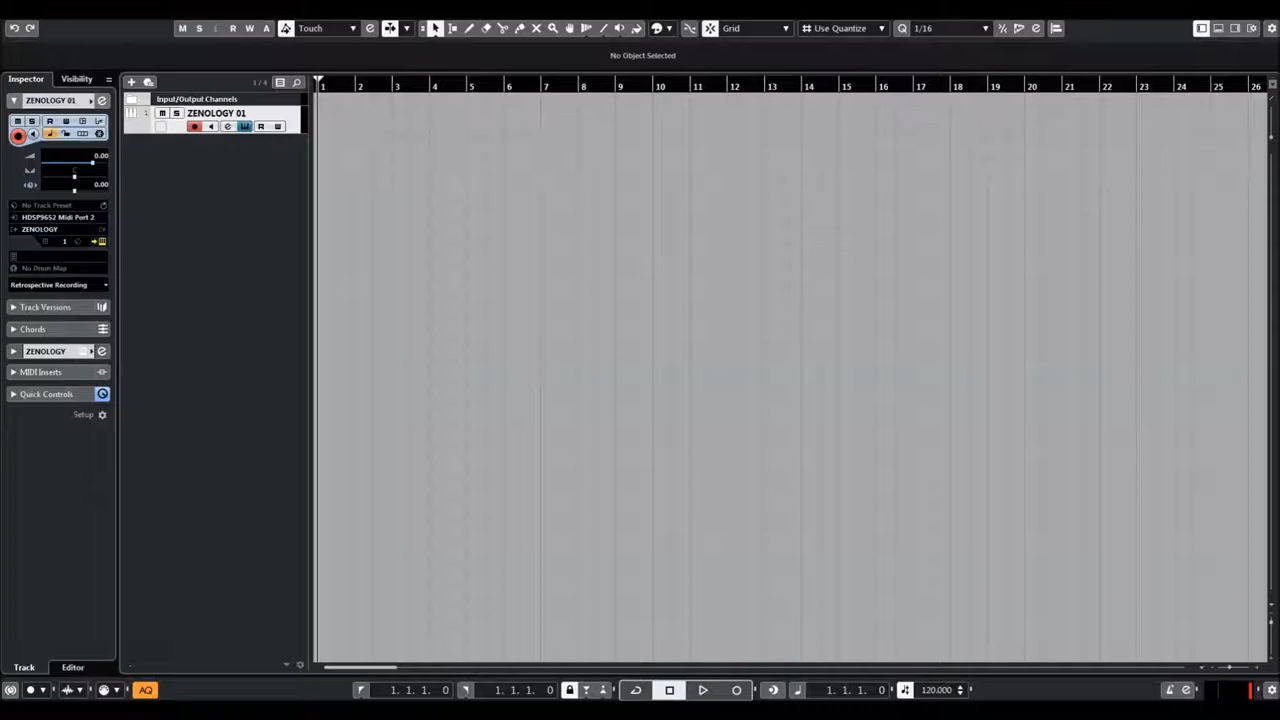 M S L R W A Touch Grid Use Quantize Q 1/16
No Object Selected
Inspector Visibility
1 / 4
1 2 3 4 5 6 7 8 9 10 11 12 13 14 15 16 17 18 19 20 21 22 23 24 25 26
ZENOLOGY 01
Input/Output Channels
1 M S ZENOLOGY 01
R W
M S R W
0.00
C
0.00
No Track Preset
HDSP9652 Midi Port 2
ZENOLOGY
1
No Drum Map
Retrospective Recording
Track Versions
Chords
ZENOLOGY
MIDI Inserts
Quick Controls
Setup
Track Editor
AQ 1. 1. 1. 0 1. 1. 1. 0 1. 1. 1. 0 120.000